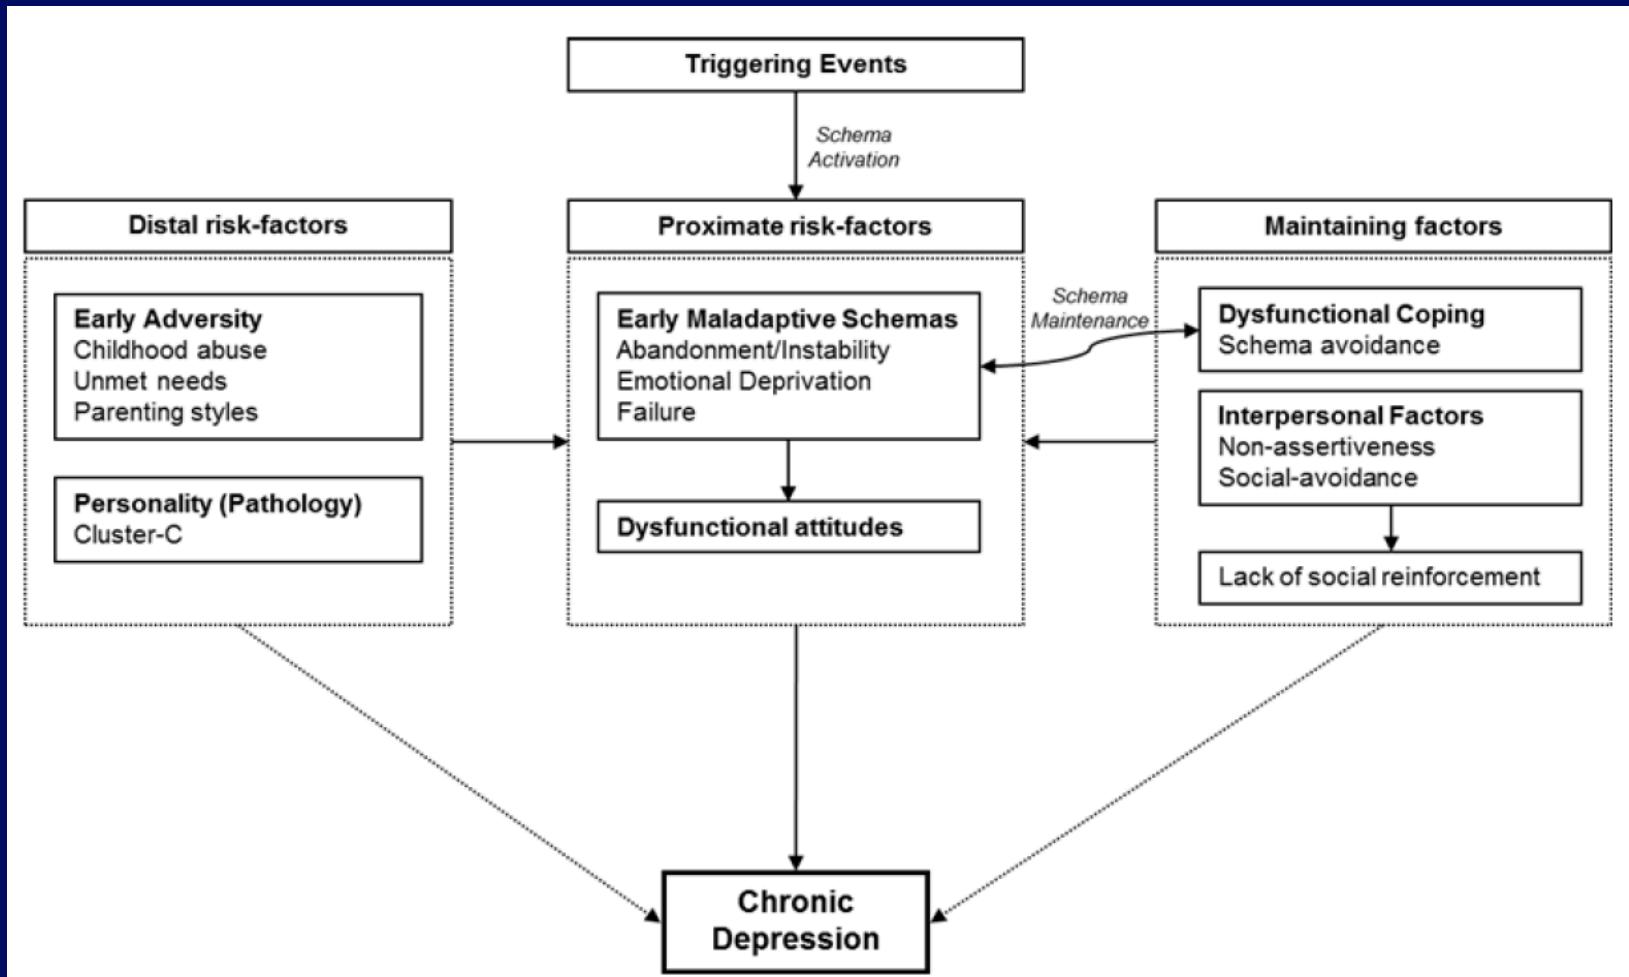 Triggering Events
Schema
Activation
Distal risk-factors
Early Adversity
Childhood abuse
Unmet needs
Parenting styles
Personality (Pathology)
Cluster-C
Proximate risk-factors
Early Maladaptive Schemas
Abandonment/Instability
Emotional Deprivation
Failure
Dysfunctional attitudes
Schema
Maintenance
Maintaining factors
Dysfunctional Coping
Schema avoidance
Interpersonal Factors
Non-assertiveness
Social-avoidance
Lack of social reinforcement
Chronic
Depression